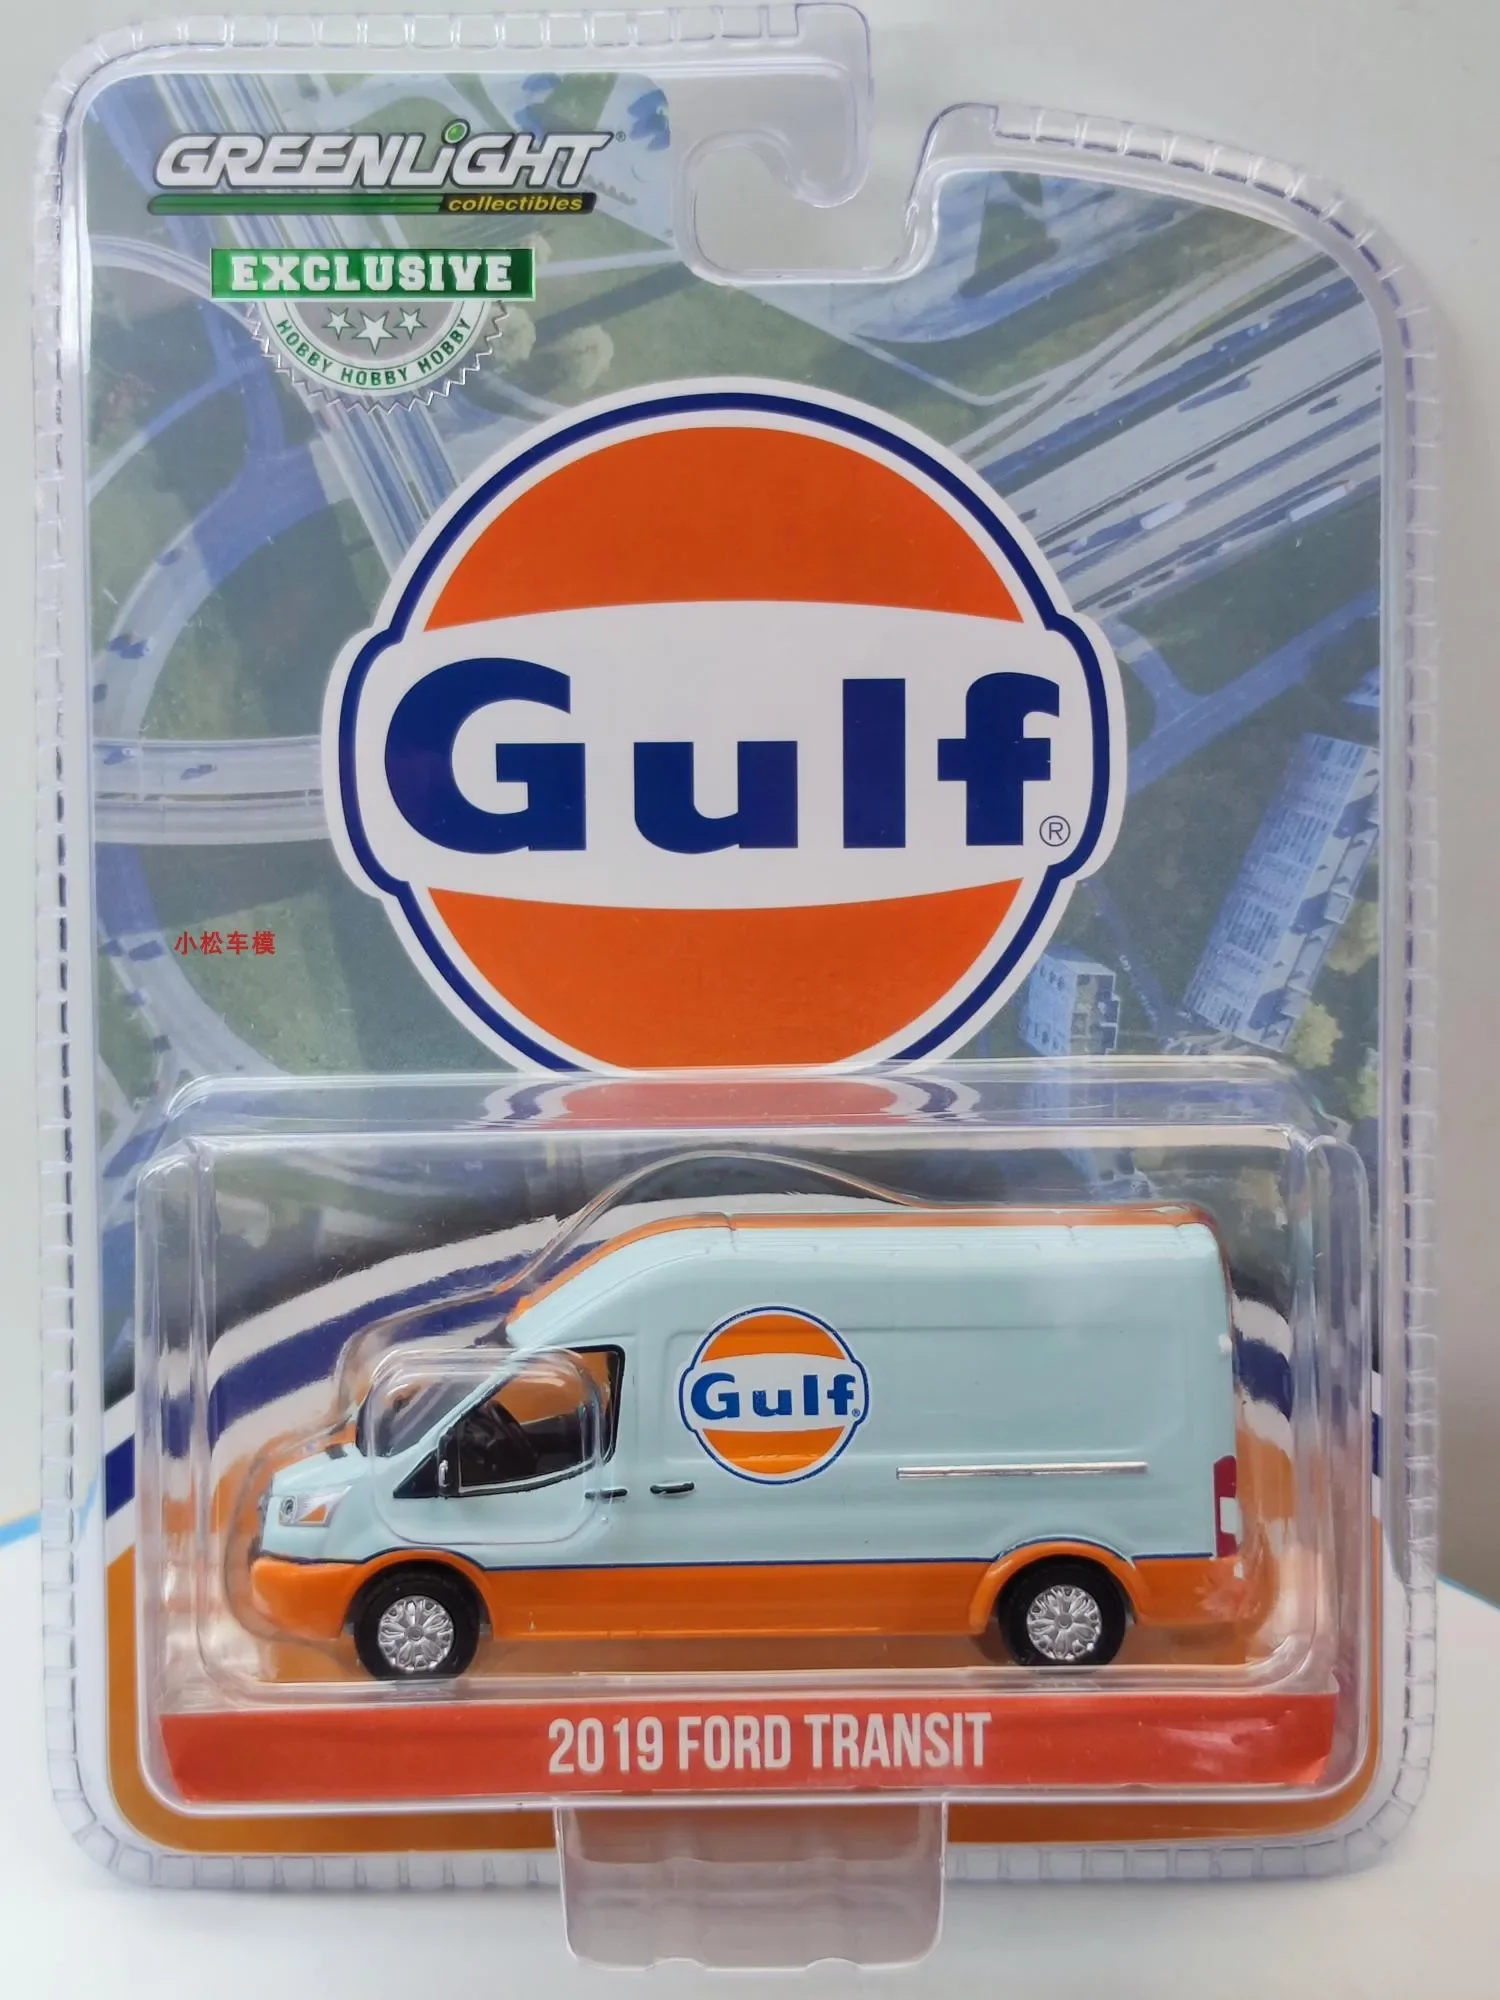 GREENLiGHT®
collectibles
EXCLUSIVE
HOBBY HOBBY HOBBY
Gulf®
小松车模
Gulf®
2019 FORD TRANSIT